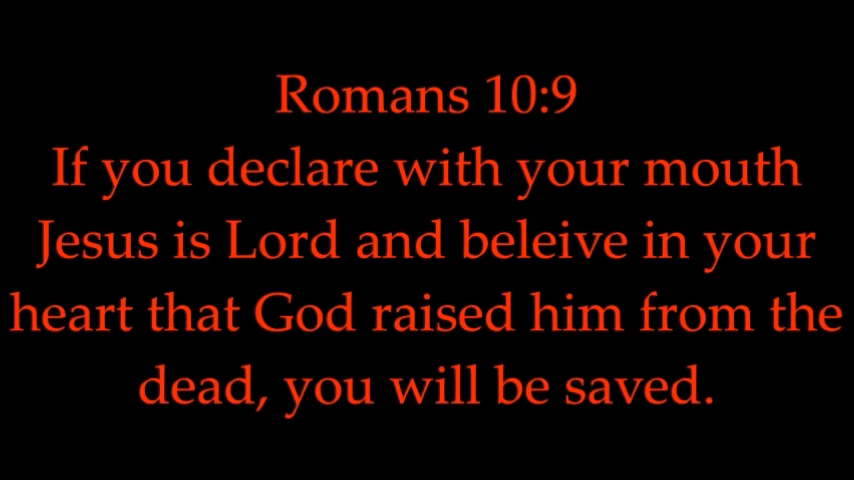 Romans 10:9
If you declare with your mouth
Jesus is Lord and beleive in your
heart that God raised him from the
dead, you will be saved.